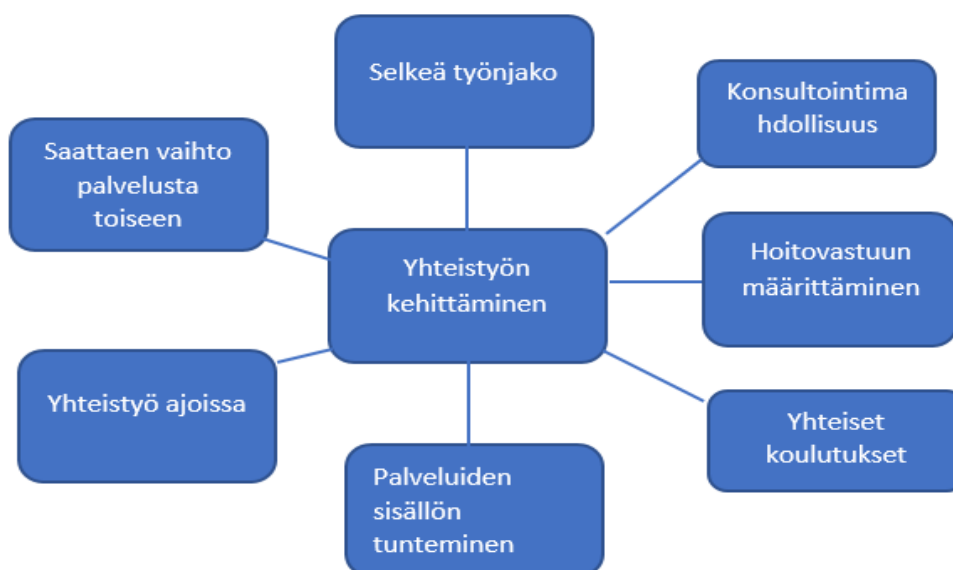 Selkeä työnjako
Konsultointima
hdollisuus
Saattaen vaihto
palvelusta
toiseen
Yhteistyön
kehittäminen
Hoitovastuun
määrittäminen
Yhteistyö ajoissa
Yhteiset
koulutukset
Palveluiden
sisällön
tunteminen